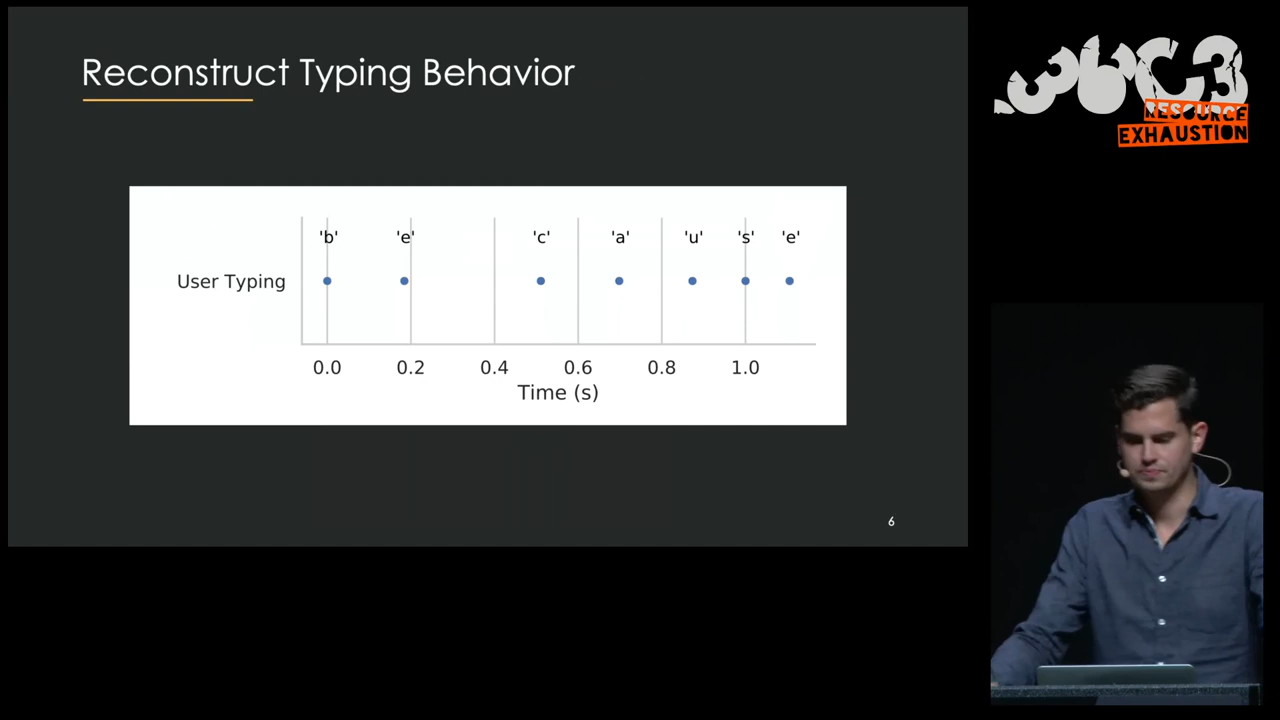 Reconstruct Typing Behavior
'b' 'e' 'c' 'a' 'u' 's' 'e'
User Typing
0.0 0.2 0.4 0.6 0.8 1.0
Time (s)
6
36C3
RESOURCE
EXHAUSTION